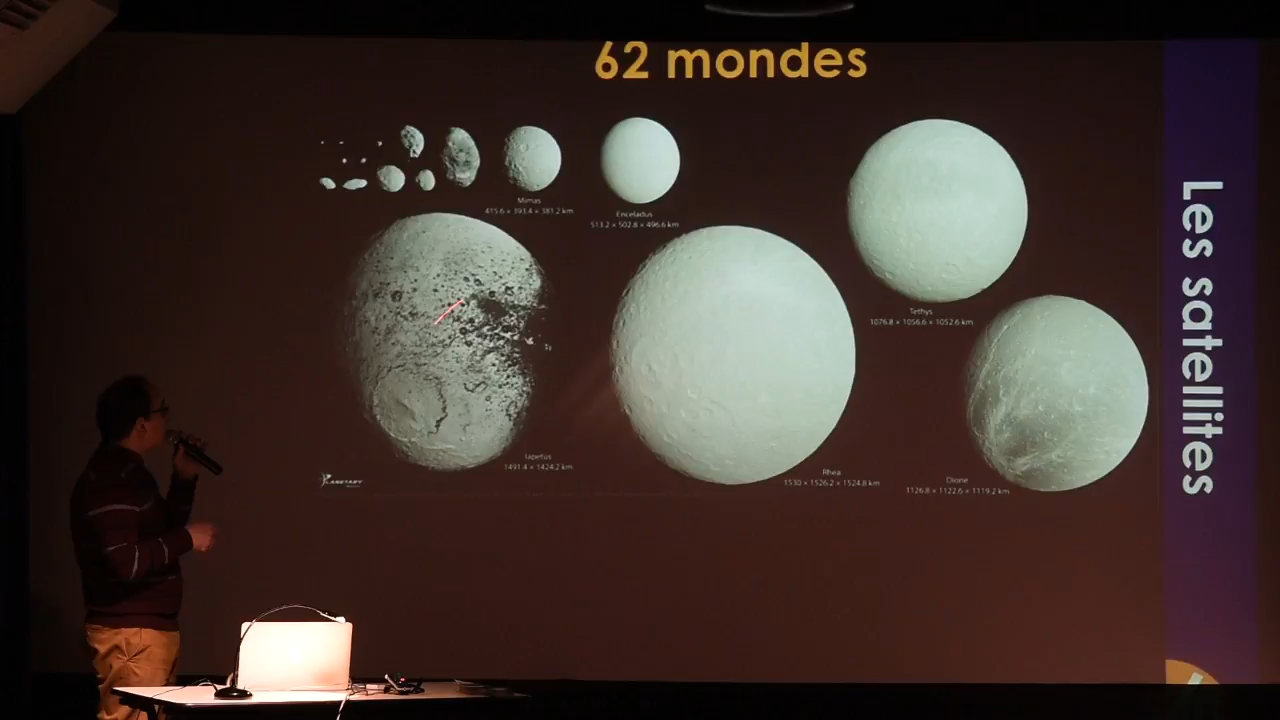 62 mondes
Mimas
415.6 × 393.4 × 381.2 km
Enceladus
513.2 × 502.8 × 496.6 km
Tethys
1076.8 × 1056.6 × 1052.6 km
Iapetus
1491.4 × 1424.2 km
Rhea
1530 × 1526.2 × 1524.8 km
Dione
1126.8 × 1122.6 × 1119.2 km
PLANETARY
Les satellites